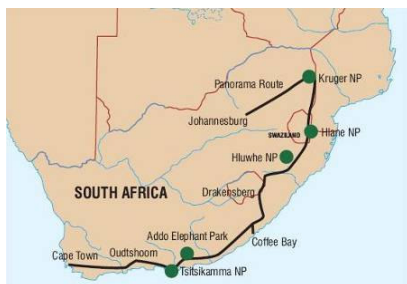 Panorama Route
Kruger NP
Johannesburg
SWAZILAND
Hlane NP
Hluwhe NP
SOUTH AFRICA
Drakensberg
Addo Elephant Park
Coffee Bay
Cape Town
Oudtshoorn
Tsitsikamma NP